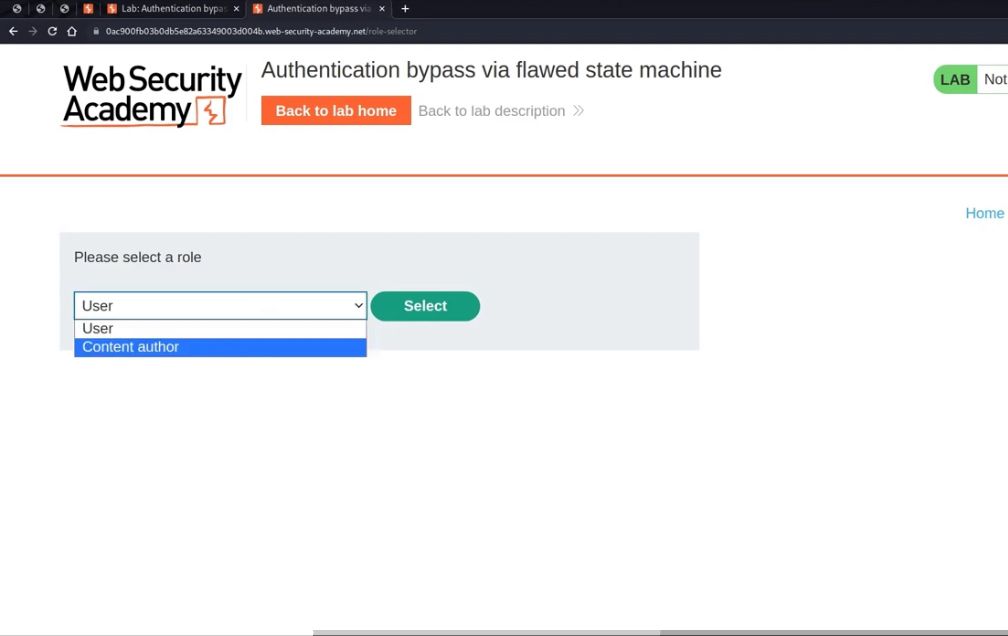 Lab: Authentication bypas
Authentication bypass via
0ac900fb03b0db5e82a63349003d004b.web-security-academy.net/role-selector
Web Security
Academy
Authentication bypass via flawed state machine
Back to lab home
Back to lab description
LAB
Not
Home
Please select a role
User
Select
User
Content author